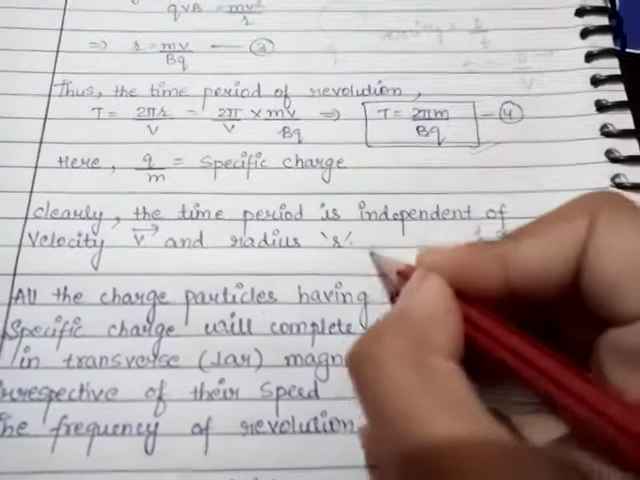 qvB = mv²/r
⇒ r = mv/Bq — ③
Thus, the time period of revolution,
T = 2πr/V = 2π/V × mv/Bq ⇒ T = 2πm/Bq — ④
Here, q/m = Specific charge
clearly, the time period is independent of
velocity v⃗ and radius 'r'.
All the charge particles having
Specific charge will complete
in transverse (⊥ar) magn
irrespective of their Speed
The frequency of revolution